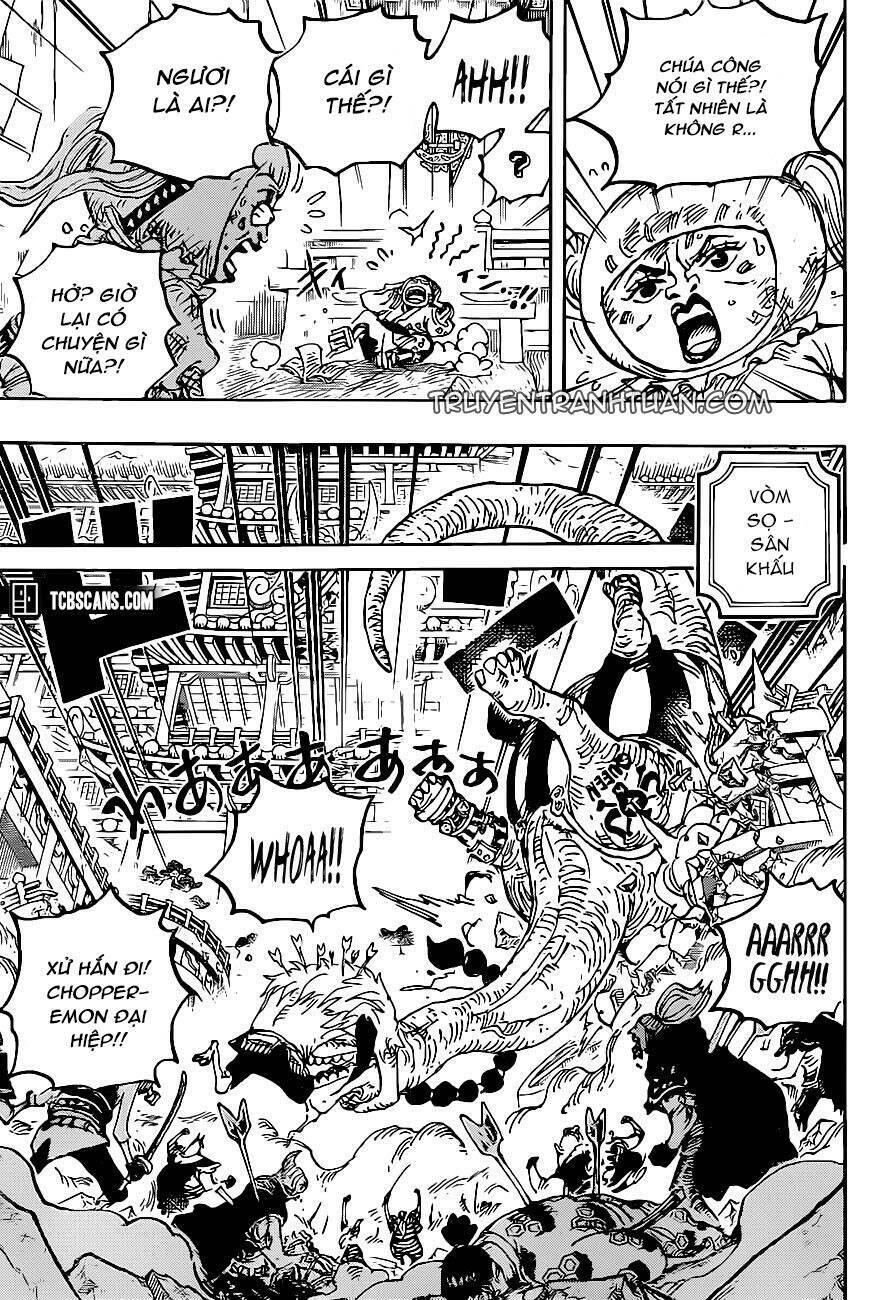 CHÚA CÔNG
NÓI GÌ THẾ?!
TẤT NHIÊN LÀ
KHÔNG R...
AHH!!
CÁI GÌ
THẾ?!
NGƯƠI
LÀ AI?!
?
HỞ? GIỜ
LẠI CÓ
CHUYỆN GÌ
NỮA?!
TRUYENTRANHTUAN.COM
VÒM
SỌ -
SÂN
KHẤU
TCBSCANS.COM
わあああああぁぁ
QUEEN
WHOAA!!
AAARRR
GGHH!!
XỬ HẮN ĐI!
CHOPPER-
EMON ĐẠI
HIỆP!!